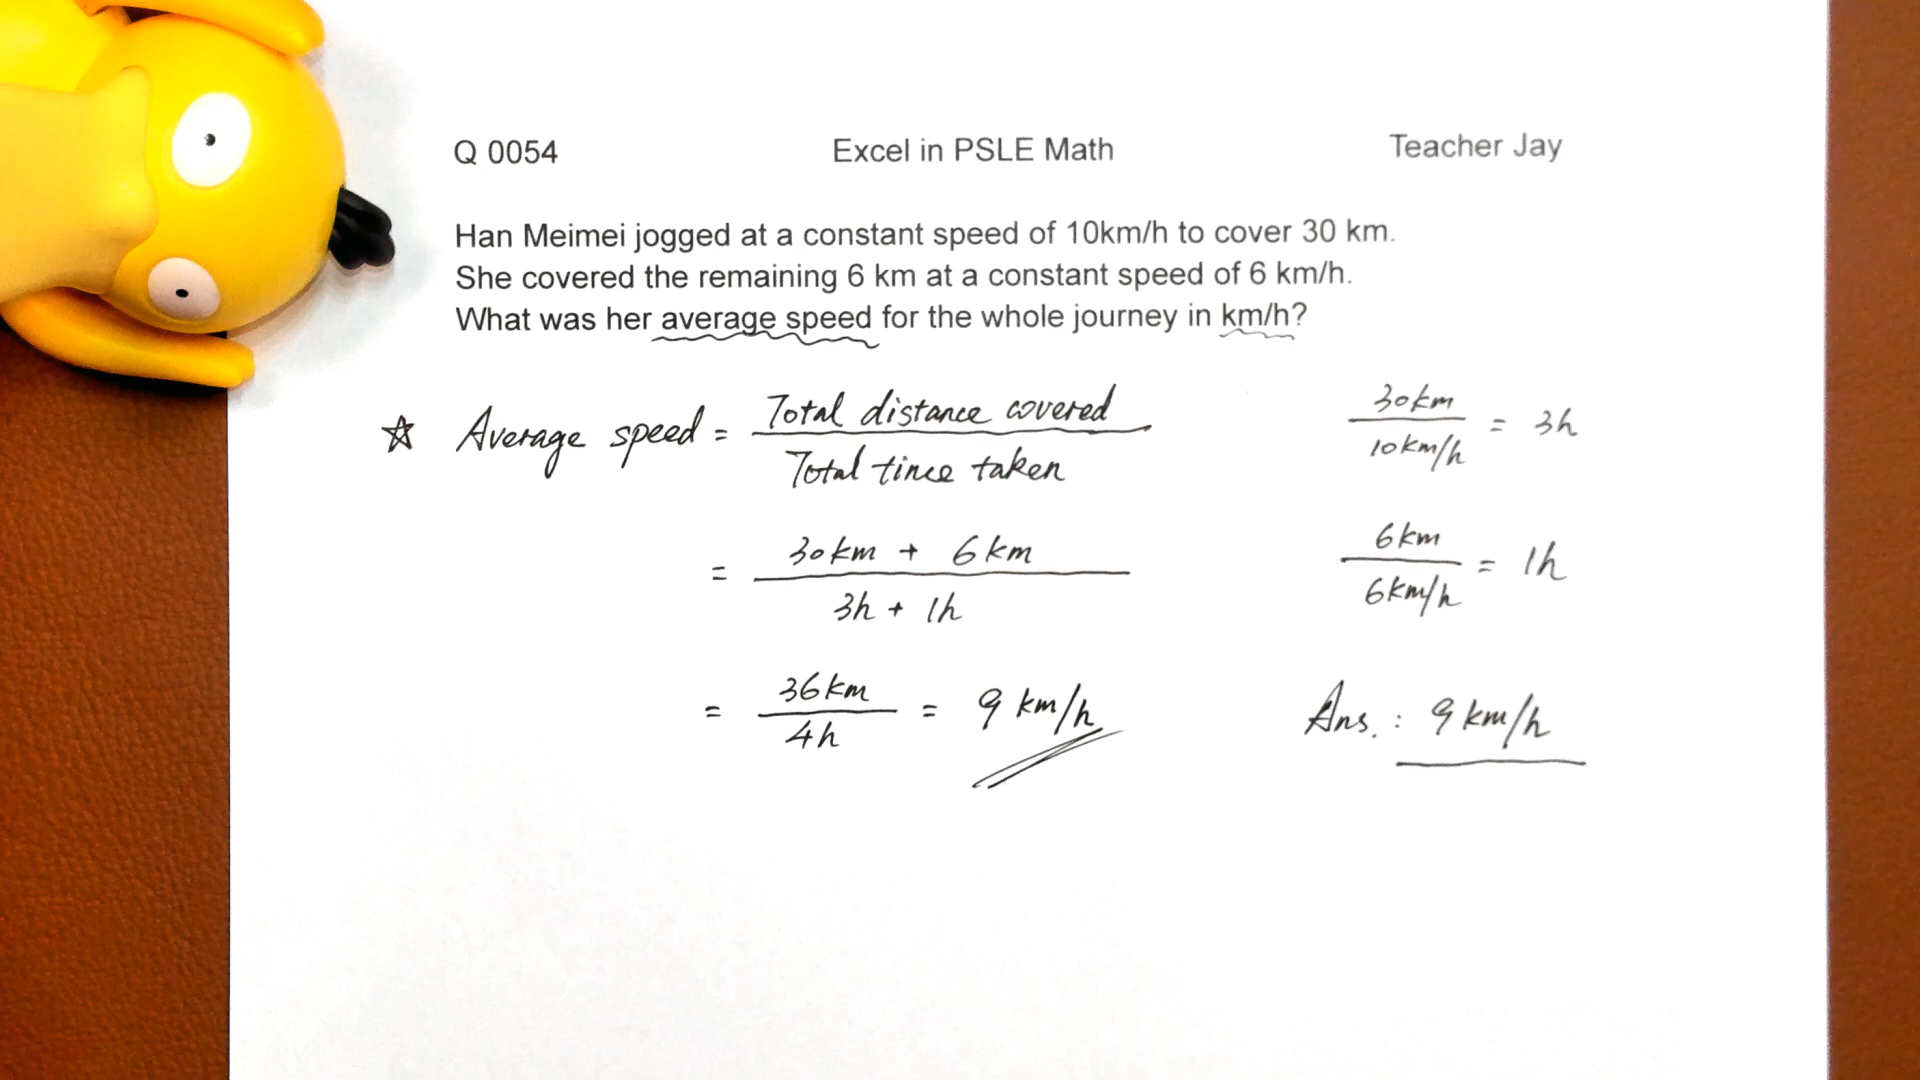 Q 0054 Excel in PSLE Math Teacher Jay
Han Meimei jogged at a constant speed of 10km/h to cover 30 km.
She covered the remaining 6 km at a constant speed of 6 km/h.
What was her average speed for the whole journey in km/h?
☆ Average speed = Total distance covered / Total time taken
30km / 10km/h = 3h
= 30km + 6km / 3h + 1h
6km / 6km/h = 1h
= 36km / 4h = 9 km/h
Ans. : 9 km/h